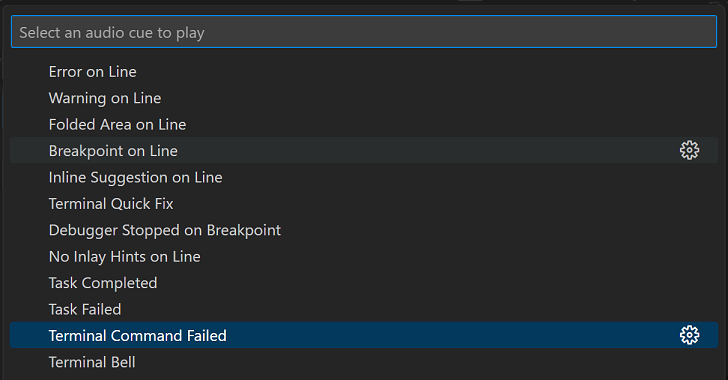 Select an audio cue to play
Error on Line
Warning on Line
Folded Area on Line
Breakpoint on Line
Inline Suggestion on Line
Terminal Quick Fix
Debugger Stopped on Breakpoint
No Inlay Hints on Line
Task Completed
Task Failed
Terminal Command Failed
Terminal Bell